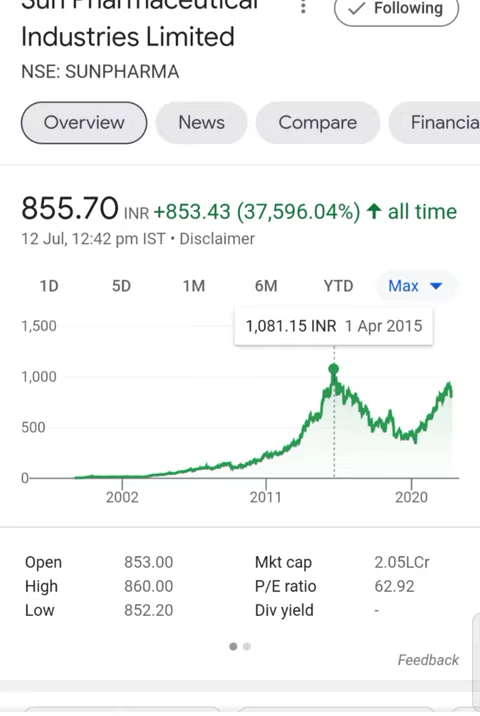 Sun Pharmaceutical
Industries Limited
Following
NSE: SUNPHARMA
Overview News Compare Financia
855.70 INR +853.43 (37,596.04%) ↑ all time
12 Jul, 12:42 pm IST • Disclaimer
1D 5D 1M 6M YTD Max
1,081.15 INR 1 Apr 2015
1,500
1,000
500
0
2002 2011 2020
Open 853.00 Mkt cap 2.05LCr
High 860.00 P/E ratio 62.92
Low 852.20 Div yield -
Feedback